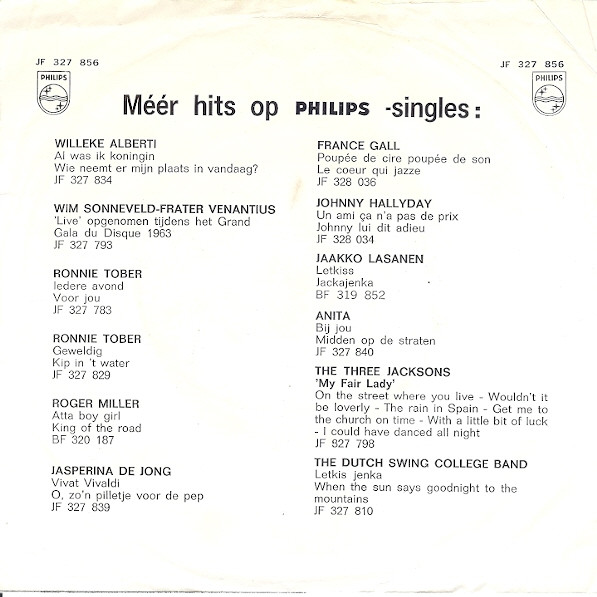 JF 327 856
JF 327 856
PHILIPS
PHILIPS
Méér hits op PHILIPS -singles:
WILLEKE ALBERTI
Al was ik koningin
Wie neemt er mijn plaats in vandaag?
JF 327 834
WIM SONNEVELD-FRATER VENANTIUS
'Live' opgenomen tijdens het Grand
Gala du Disque 1963
JF 327 793
RONNIE TOBER
Iedere avond
Voor jou
JF 327 783
RONNIE TOBER
Geweldig
Kip in 't water
JF 327 829
ROGER MILLER
Atta boy girl
King of the road
BF 320 187
JASPERINA DE JONG
Vivat Vivaldi
O, zo'n pilletje voor de pep
JF 327 839
FRANCE GALL
Poupée de cire poupée de son
Le coeur qui jazze
JF 328 036
JOHNNY HALLYDAY
Un ami ça n'a pas de prix
Johnny lui dit adieu
JF 328 034
JAAKKO LASANEN
Letkiss
Jackajenka
BF 319 852
ANITA
Bij jou
Midden op de straten
JF 327 840
THE THREE JACKSONS
'My Fair Lady'
On the street where you live - Wouldn't it
be loverly - The rain in Spain - Get me to
the church on time - With a little bit of luck
- I could have danced all night
JF 327 798
THE DUTCH SWING COLLEGE BAND
Letkis jenka
When the sun says goodnight to the
mountains
JF 327 810